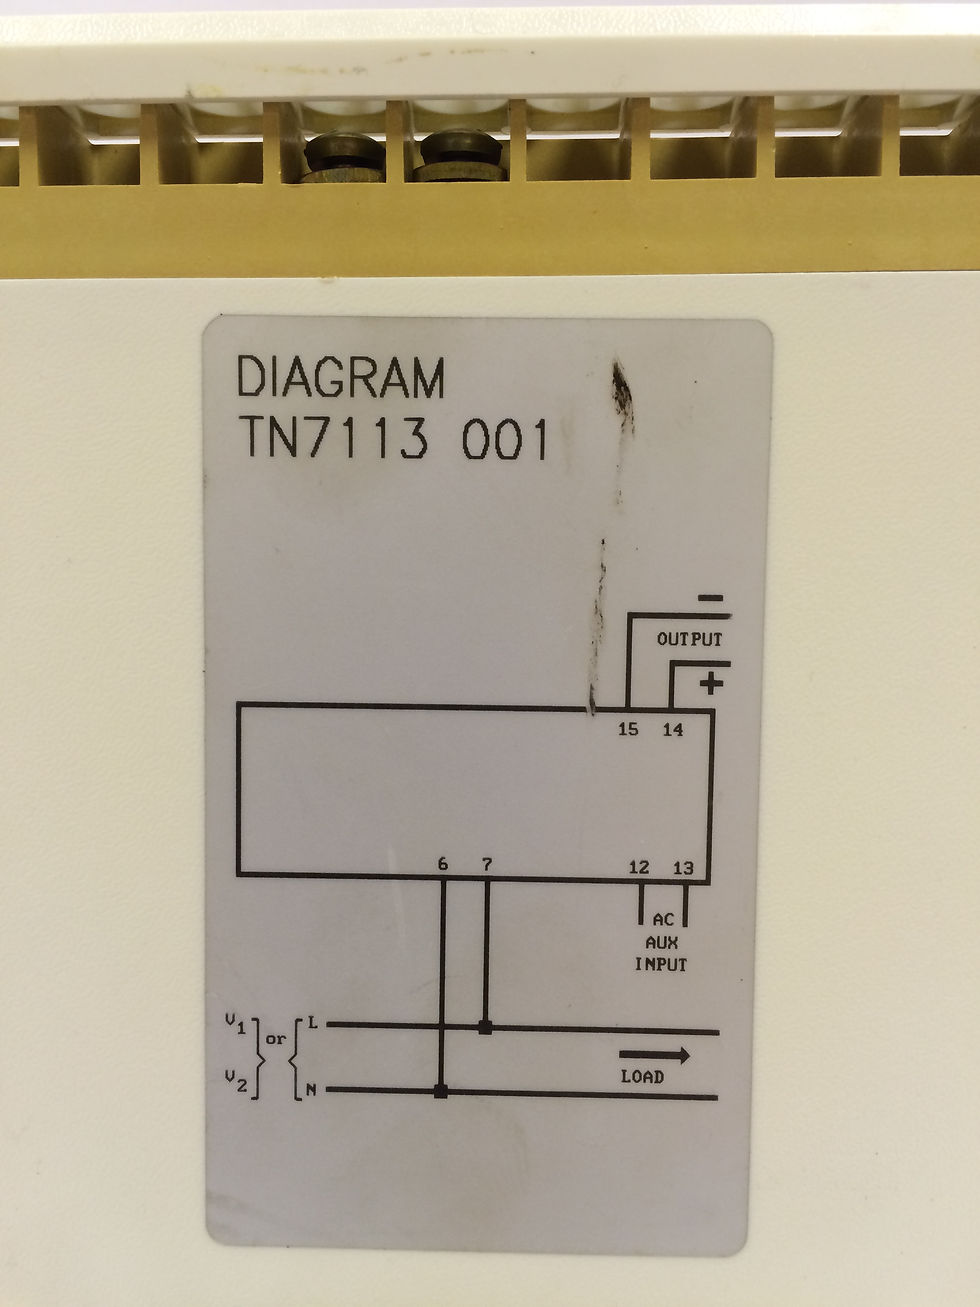 DIAGRAM
TN7113 001
−
OUTPUT
+
15 14
6 7 12 13
AC
AUX
INPUT
V1 or L
LOAD
V2 N